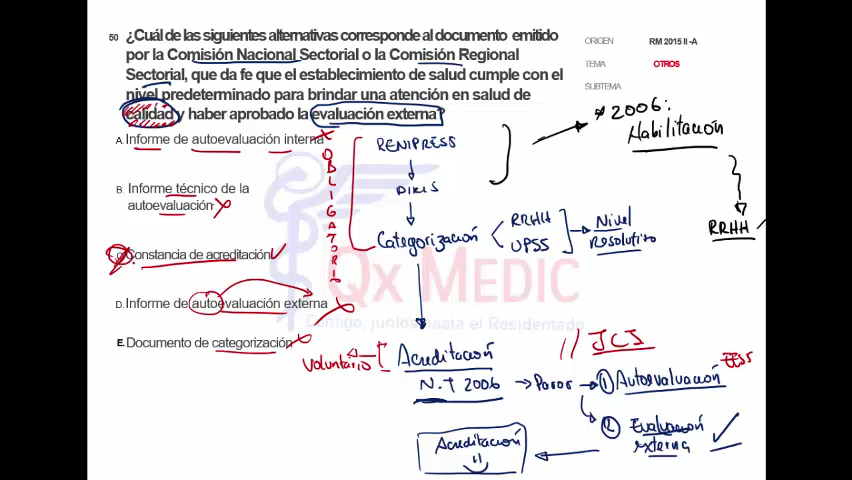 50 ¿Cuál de las siguientes alternativas corresponde al documento emitido
por la Comisión Nacional Sectorial o la Comisión Regional
Sectorial, que da fe que el establecimiento de salud cumple con el
nivel predeterminado para brindar una atención en salud de
calidad y haber aprobado la evaluación externa?
A. Informe de autoevaluación interna
B. Informe técnico de la
autoevaluación
C. Constancia de acreditación
D. Informe de autoevaluación externa
E. Documento de categorización
ORIGEN RM 2015 II -A
TEMA OTROS
SUBTEMA
OBLIGATORIO
RENIPRESS
DIRIS
Categorización
RRHH
UPSS
Nivel
resolutivo
2006:
Habilitación
RRHH
Qx MEDIC
Contigo, juntos hasta el Residentado
Voluntario
Acreditación
N.T 2006
Pasos
JCI
1 Autoevaluación
EESS
2 Evaluación
externa
Acreditación